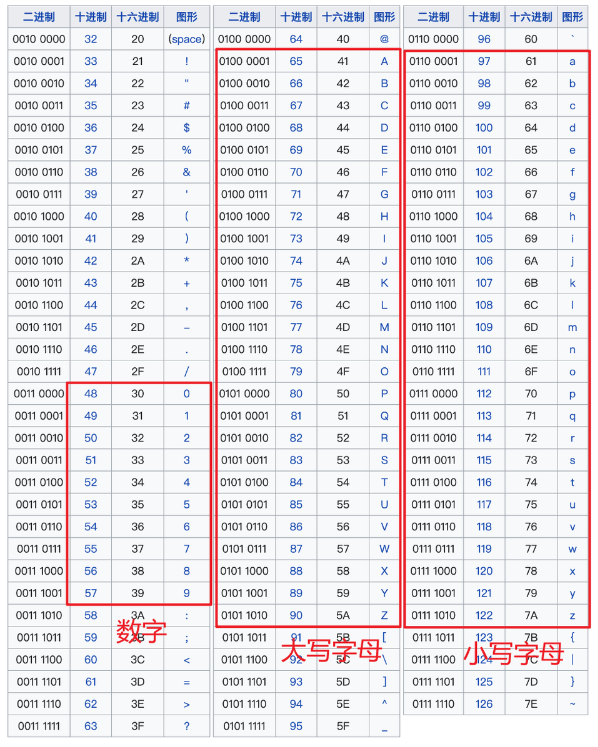 二进制 十进制 十六进制 图形
0010 0000 32 20 (space)
0010 0001 33 21 !
0010 0010 34 22 "
0010 0011 35 23 #
0010 0100 36 24 $
0010 0101 37 25 %
0010 0110 38 26 &
0010 0111 39 27 '
0010 1000 40 28 (
0010 1001 41 29 )
0010 1010 42 2A *
0010 1011 43 2B +
0010 1100 44 2C ,
0010 1101 45 2D –
0010 1110 46 2E .
0010 1111 47 2F /
0011 0000 48 30 0
0011 0001 49 31 1
0011 0010 50 32 2
0011 0011 51 33 3
0011 0100 52 34 4
0011 0101 53 35 5
0011 0110 54 36 6
0011 0111 55 37 7
0011 1000 56 38 8
0011 1001 57 39 9
0011 1010 58 3A :
数字
0011 1011 59 3B ;
0011 1100 60 3C <
0011 1101 61 3D =
0011 1110 62 3E >
0011 1111 63 3F ?
二进制 十进制 十六进制 图形
0100 0000 64 40 @
0100 0001 65 41 A
0100 0010 66 42 B
0100 0011 67 43 C
0100 0100 68 44 D
0100 0101 69 45 E
0100 0110 70 46 F
0100 0111 71 47 G
0100 1000 72 48 H
0100 1001 73 49 I
0100 1010 74 4A J
0100 1011 75 4B K
0100 1100 76 4C L
0100 1101 77 4D M
0100 1110 78 4E N
0100 1111 79 4F O
0101 0000 80 50 P
0101 0001 81 51 Q
0101 0010 82 52 R
0101 0011 83 53 S
0101 0100 84 54 T
0101 0101 85 55 U
0101 0110 86 56 V
0101 0111 87 57 W
0101 1000 88 58 X
0101 1001 89 59 Y
0101 1010 90 5A Z
0101 1011 91 5B [
大写字母
0101 1100 92 5C \
0101 1101 93 5D ]
0101 1110 94 5E ^
0101 1111 95 5F _
二进制 十进制 十六进制 图形
0110 0000 96 60 `
0110 0001 97 61 a
0110 0010 98 62 b
0110 0011 99 63 c
0110 0100 100 64 d
0110 0101 101 65 e
0110 0110 102 66 f
0110 0111 103 67 g
0110 1000 104 68 h
0110 1001 105 69 i
0110 1010 106 6A j
0110 1011 107 6B k
0110 1100 108 6C l
0110 1101 109 6D m
0110 1110 110 6E n
0110 1111 111 6F o
0111 0000 112 70 p
0111 0001 113 71 q
0111 0010 114 72 r
0111 0011 115 73 s
0111 0100 116 74 t
0111 0101 117 75 u
0111 0110 118 76 v
0111 0111 119 77 w
0111 1000 120 78 x
0111 1001 121 79 y
0111 1010 122 7A z
0111 1011 123 7B {
小写字母
0111 1100 124 7C |
0111 1101 125 7D }
0111 1110 126 7E ~